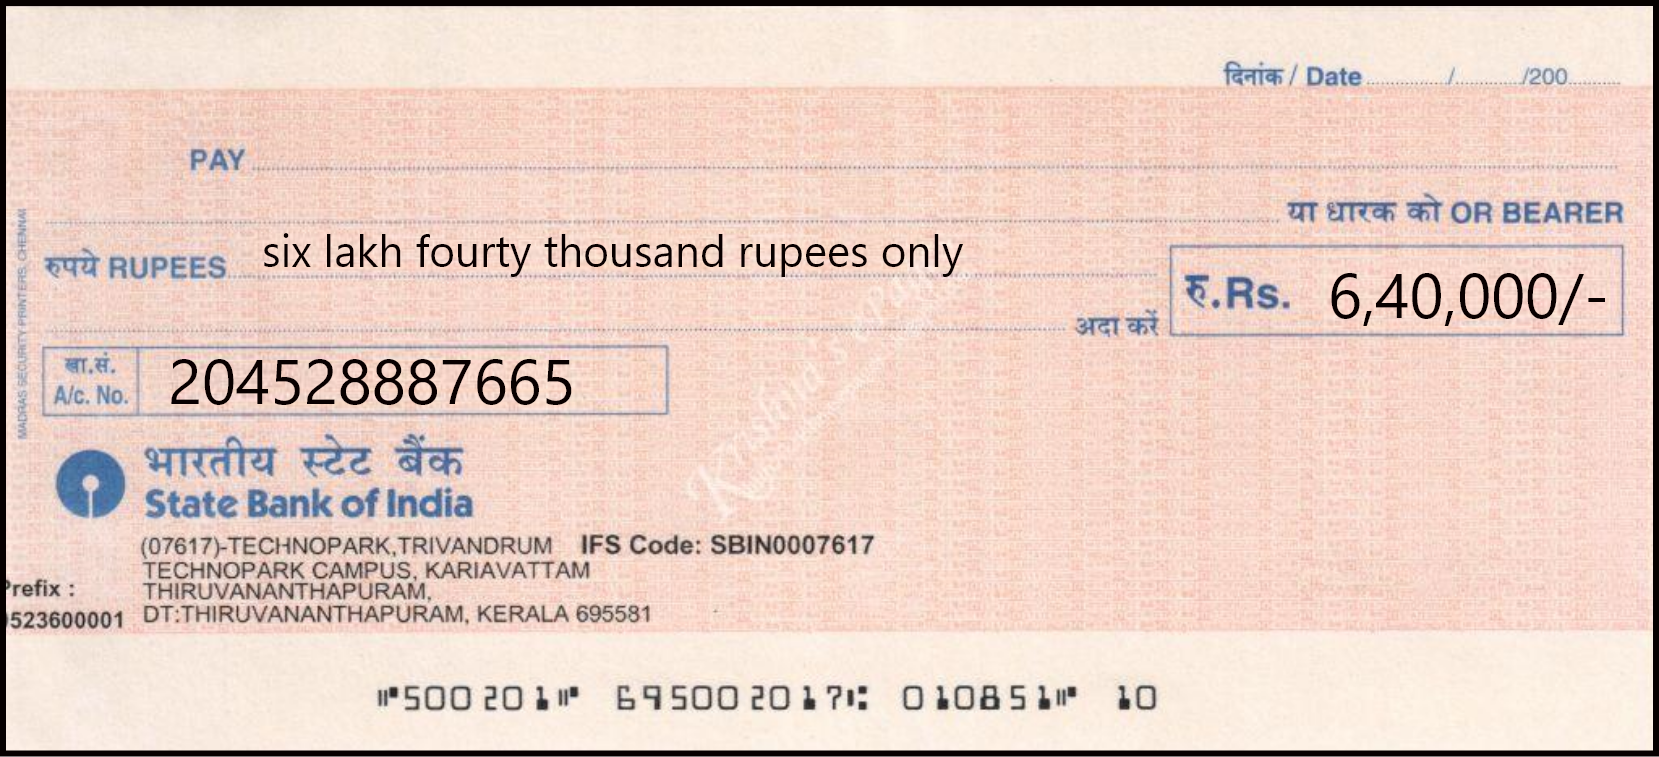 दिनांक / Date ............ / ............ /200............
PAY
या धारक को OR BEARER
रुपये RUPEES six lakh fourty thousand rupees only
रु.Rs. 6,40,000/-
अदा करें
खा.सं.
A/c. No. 204528887665
भारतीय स्टेट बैंक
State Bank of India
(07617)-TECHNOPARK,TRIVANDRUM IFS Code: SBIN0007617
TECHNOPARK CAMPUS, KARIAVATTAM
THIRUVANANTHAPURAM,
DT:THIRUVANANTHAPURAM, KERALA 695581
Prefix :
0523600001
⑈500201⑈ 695002017⑆ 010851⑈ 10
MADRAS SECURITY PRINTERS, CHENNAI
Krishna's